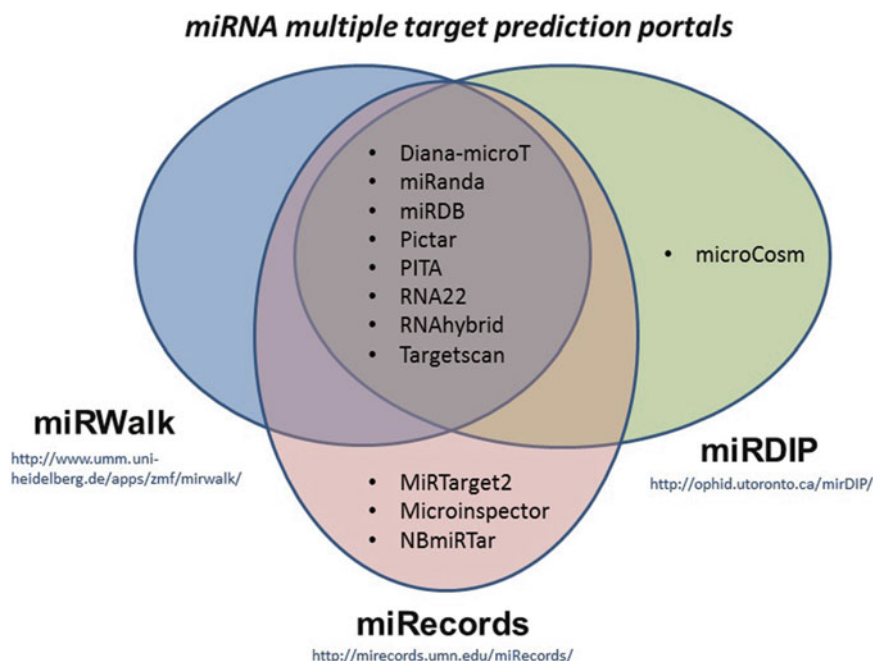 miRNA multiple target prediction portals
• Diana-microT
• miRanda
• miRDB
• Pictar
• PITA
• RNA22
• RNAhybrid
• Targetscan
• microCosm
miRWalk
http://www.umm.uni-
heidelberg.de/apps/zmf/mirwalk/
miRDIP
http://ophid.utoronto.ca/mirDIP/
• MiRTarget2
• Microinspector
• NBmiRTar
miRecords
http://mirecords.umn.edu/miRecords/